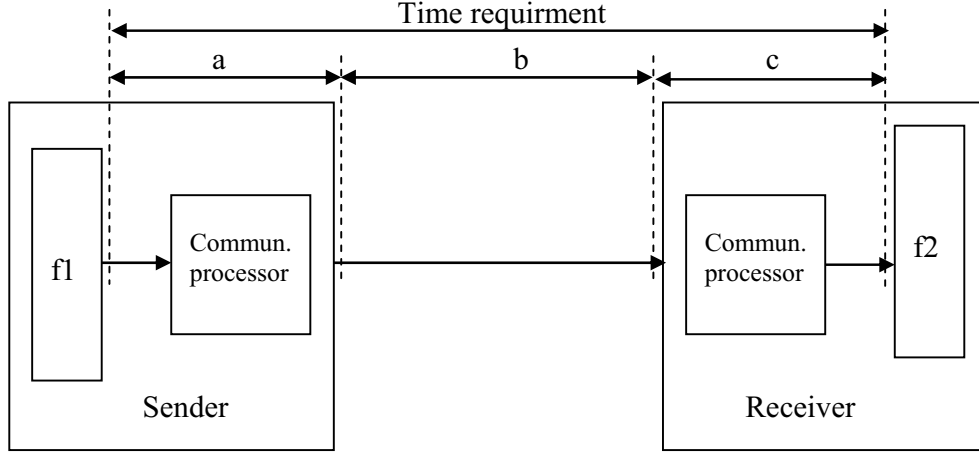 Time requirment
a
b
c
f1
Commun.
processor
Commun.
processor
f2
Sender
Receiver